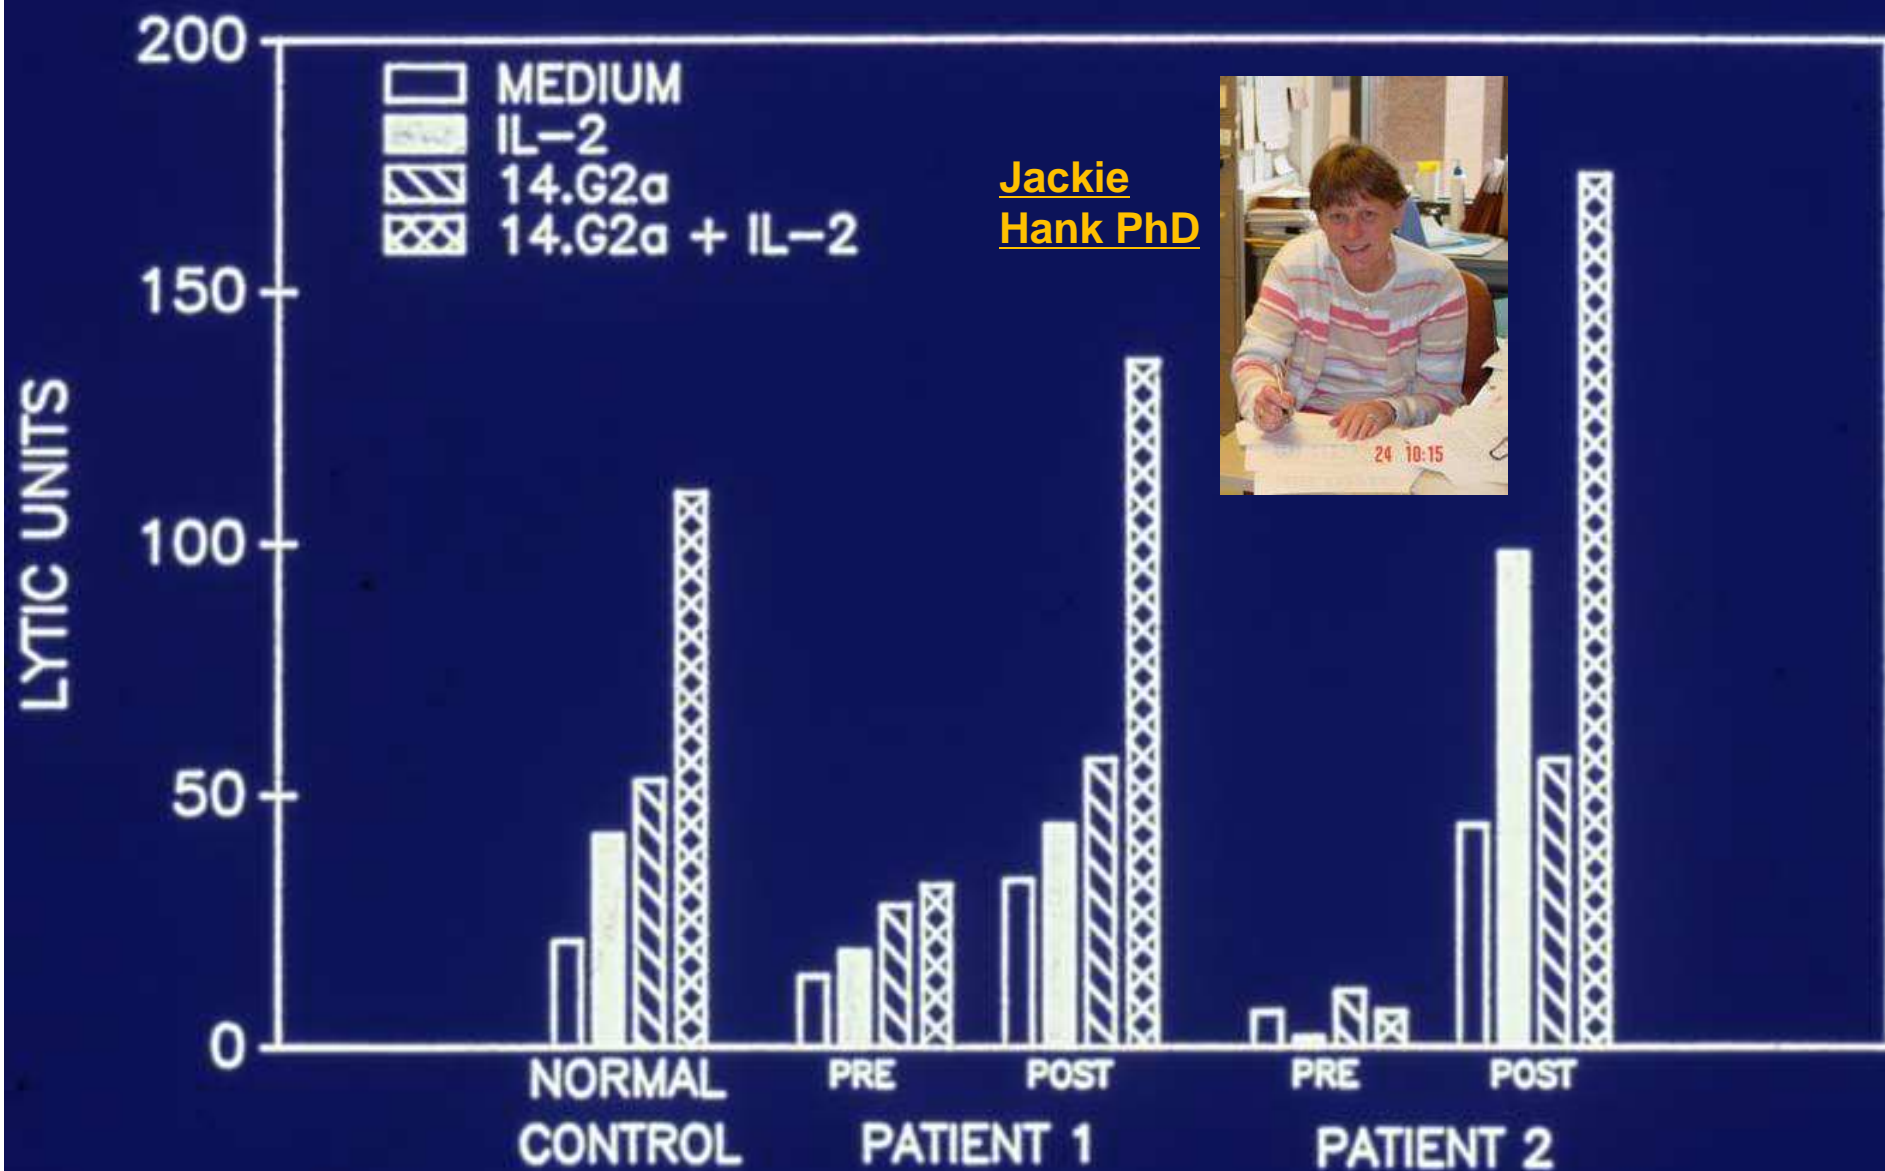 200
150
100
50
0
LYTIC UNITS
MEDIUM
IL-2
14.G2a
14.G2a + IL-2
Jackie
Hank PhD
24 10:15
NORMAL
CONTROL
PRE
POST
PATIENT 1
PRE
POST
PATIENT 2